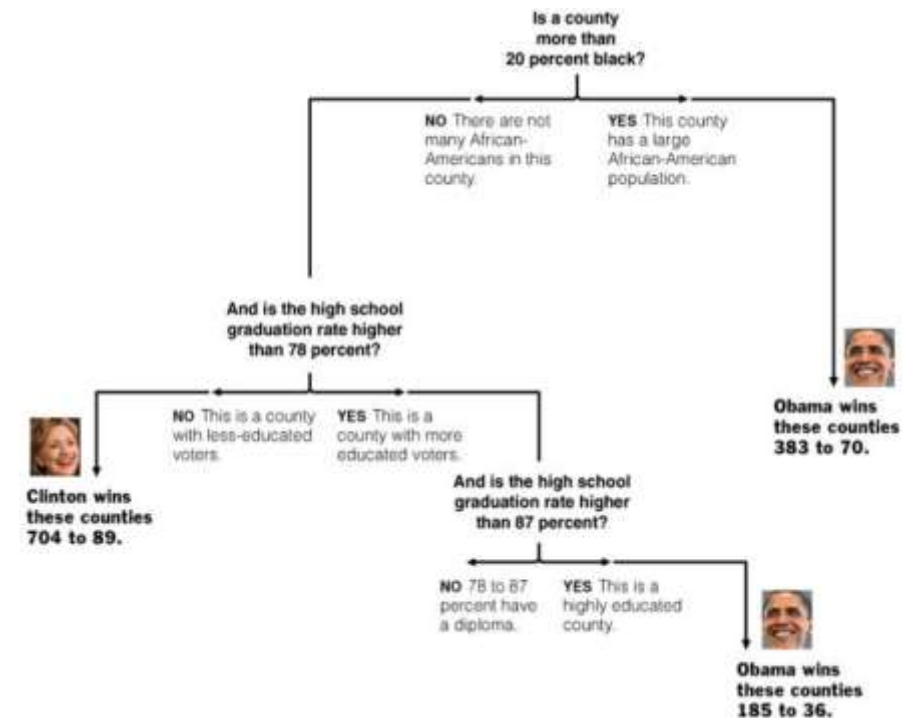 Is a county
more than
20 percent black?
NO There are not
many African-
Americans in this
county.
YES This county
has a large
African-American
population.
And is the high school
graduation rate higher
than 78 percent?
Obama wins
these counties
383 to 70.
NO This is a county
with less-educated
voters.
YES This is a
county with more
educated voters.
Clinton wins
these counties
704 to 89.
And is the high school
graduation rate higher
than 87 percent?
NO 78 to 87
percent have
a diploma.
YES This is a
highly educated
county.
Obama wins
these counties
185 to 36.